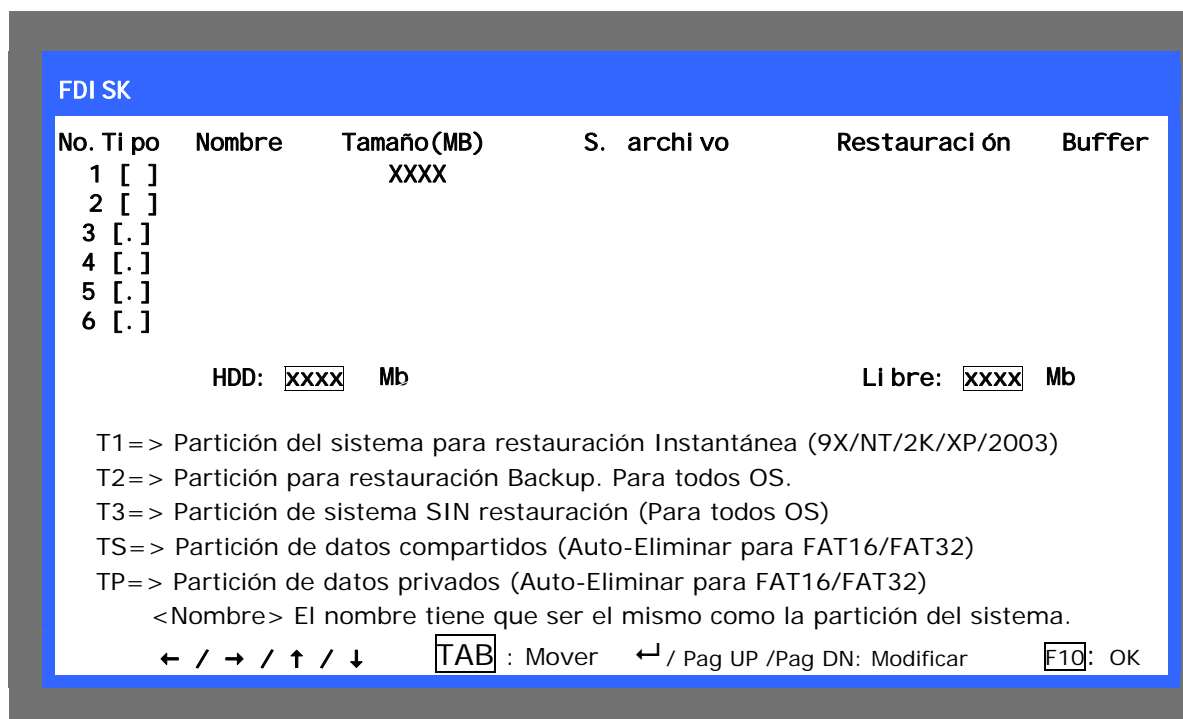 FDISK
No. Tipo Nombre Tamaño(MB) S. archivo Restauración Buffer
1 [ ] XXXX
2 [ ]
3 [.]
4 [.]
5 [.]
6 [.]
HDD: xxxx Mb Libre: xxxx Mb
T1=> Partición del sistema para restauración Instantánea (9X/NT/2K/XP/2003)
T2=> Partición para restauración Backup. Para todos OS.
T3=> Partición de sistema SIN restauración (Para todos OS)
TS=> Partición de datos compartidos (Auto-Eliminar para FAT16/FAT32)
TP=> Partición de datos privados (Auto-Eliminar para FAT16/FAT32)
<Nombre> El nombre tiene que ser el mismo como la partición del sistema.
← / → / ↑ / ↓ TAB : Mover ↵ / Pag UP /Pag DN: Modificar F10: OK